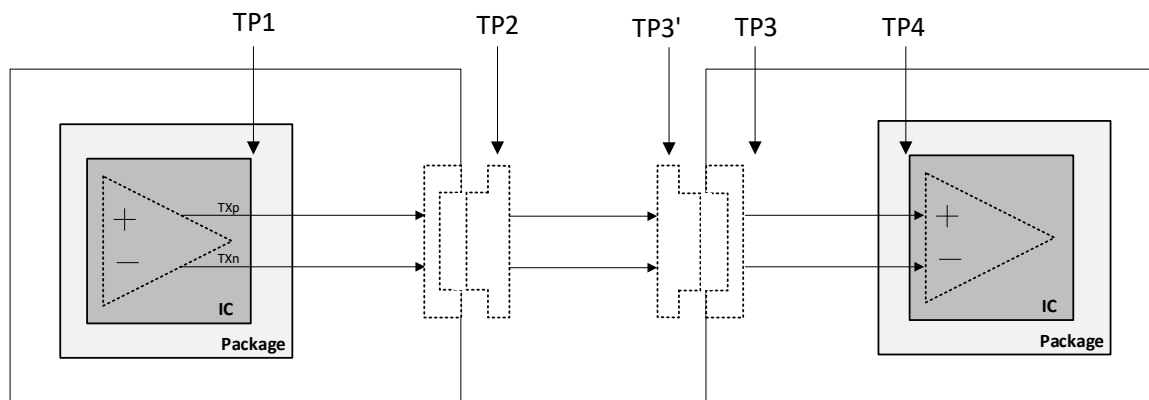 TP1
TP2
TP3'
TP3
TP4
TXp
+
+
TXn
—
—
IC
IC
Package
Package